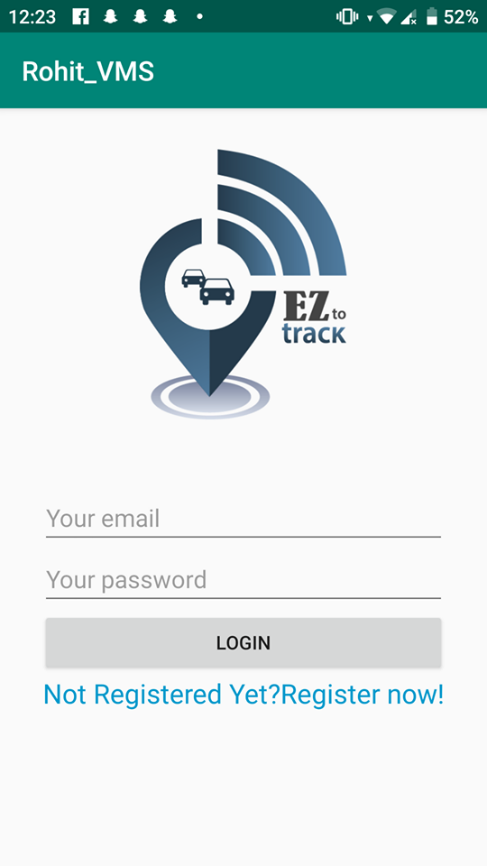 12:23 52%
Rohit_VMS
EZ to
track
Your email
Your password
LOGIN
Not Registered Yet?Register now!